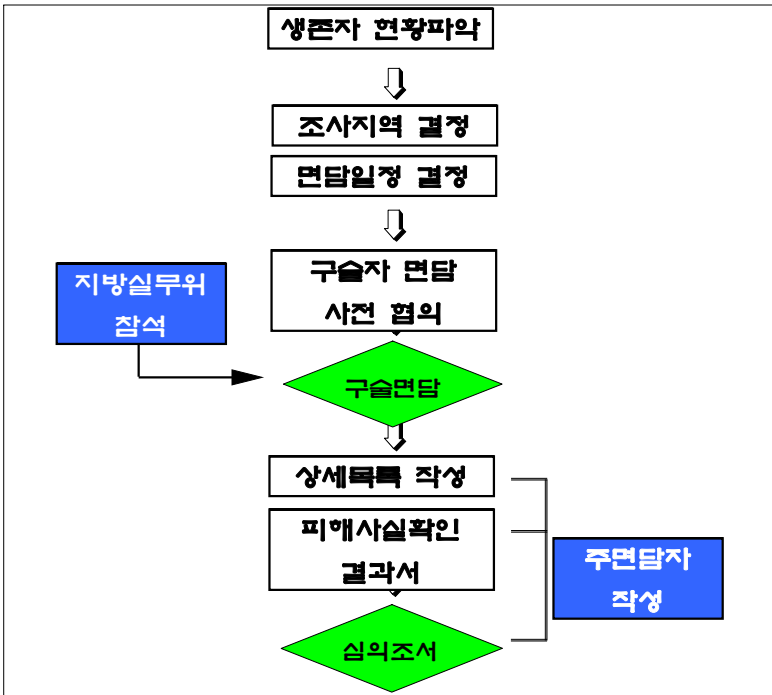 생존자 현황파악
조사지역 결정
면담일정 결정
구술자 면담
사전 협의
지방실무위
참석
구술면담
상세목록 작성
피해사실확인
결과서
주면담자
작성
심의조서